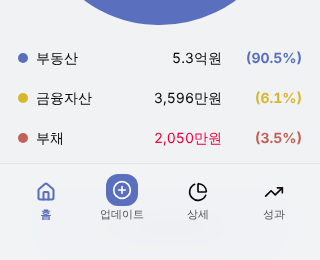 부동산 5.3억원 (90.5%)
금융자산 3,596만원 (6.1%)
부채 2,050만원 (3.5%)
홈 업데이트 상세 성과